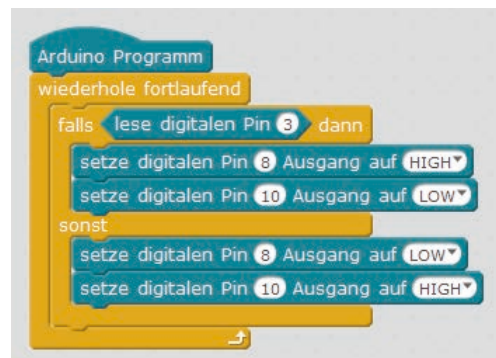 Arduino Programm
wiederhole fortlaufend
falls lese digitalen Pin 3 dann
setze digitalen Pin 8 Ausgang auf HIGH
setze digitalen Pin 10 Ausgang auf LOW
sonst
setze digitalen Pin 8 Ausgang auf LOW
setze digitalen Pin 10 Ausgang auf HIGH